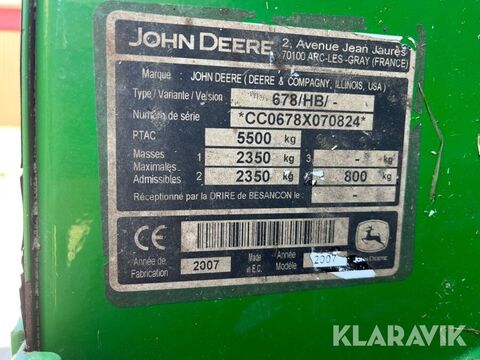 JOHN DEERE 2, Avenue Jean Jaurès
70100 ARC-LES-GRAY (FRANCE)
Marque : JOHN DEERE ( DEERE & COMPAGNY, ILLINOIS, USA )
Type / Variante / Version 678/HB/ -
Numéro de série *CC0678X070824*
PTAC 5500 kg
Masses 1 2350 kg 3 - kg
Maximales
Admissibles 2 2350 kg 4 800 kg
Réceptionné par la DRIRE de BESANCON le : -
CE
Année de Fabrication 2007 Made in E.C. Année Modèle 2007 JOHN DEERE
KLARAVIK